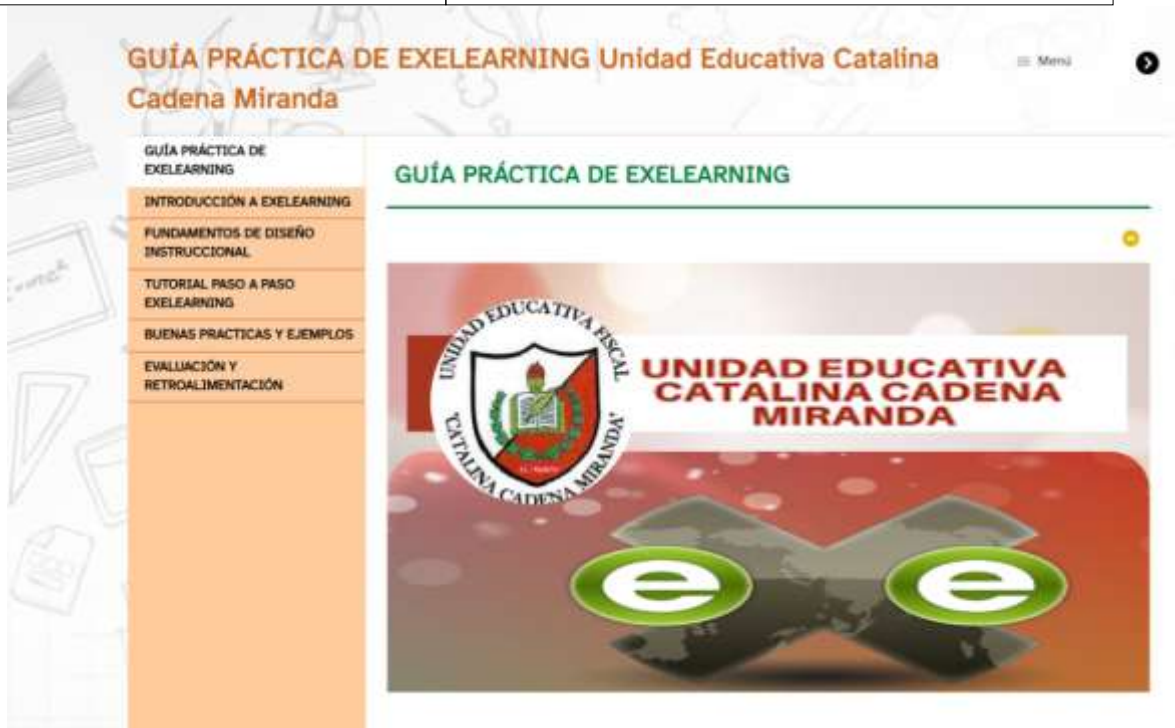 GUÍA PRÁCTICA DE EXELEARNING Unidad Educativa Catalina
Cadena Miranda
Menú
GUÍA PRÁCTICA DE
EXELEARNING
INTRODUCCIÓN A EXELEARNING
FUNDAMENTOS DE DISEÑO
INSTRUCCIONAL
TUTORIAL PASO A PASO
EXELEARNING
BUENAS PRACTICAS Y EJEMPLOS
EVALUACIÓN Y
RETROALIMENTACIÓN
GUÍA PRÁCTICA DE EXELEARNING
UNIDAD EDUCATIVA FISCAL
"CATALINA CADENA MIRANDA"
UNIDAD EDUCATIVA
CATALINA CADENA
MIRANDA
e e